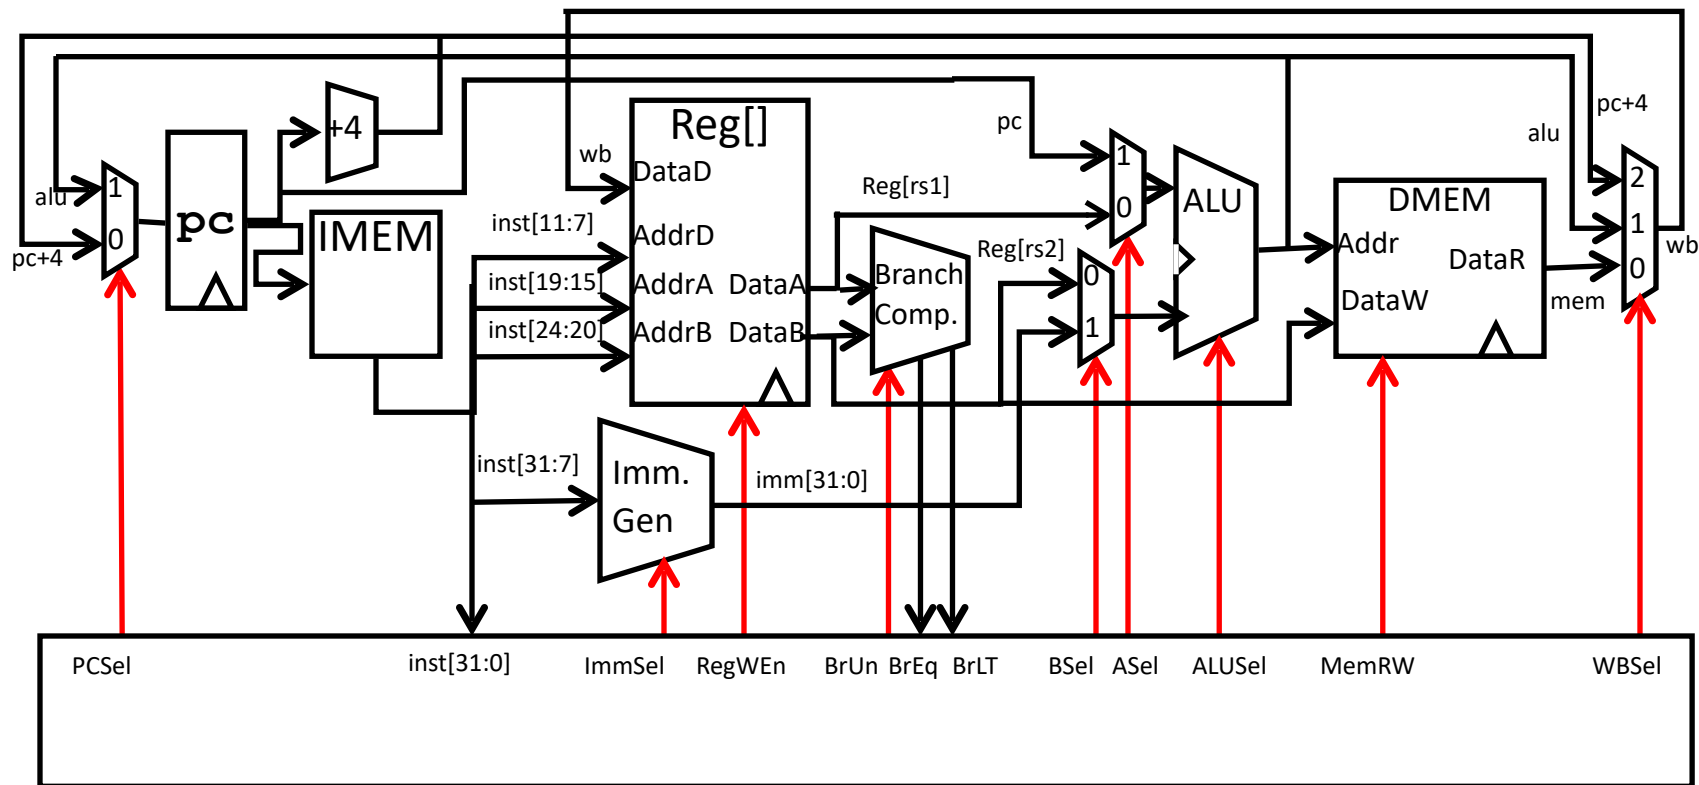 pc+4
alu
pc
+4
Reg[]
wb
DataD
Reg[rs1]
1
0
ALU
DMEM
2
1
0
alu
pc+4
1
0
pc
IMEM
inst[11:7]
AddrD
Reg[rs2]
Addr
DataR
wb
inst[19:15]
AddrA
DataA
Branch
Comp.
0
1
mem
DataW
inst[24:20]
AddrB
DataB
inst[31:7]
Imm.
Gen
imm[31:0]
PCSel
inst[31:0]
ImmSel
RegWEn
BrUn
BrEq
BrLT
BSel
ASel
ALUSel
MemRW
WBSel